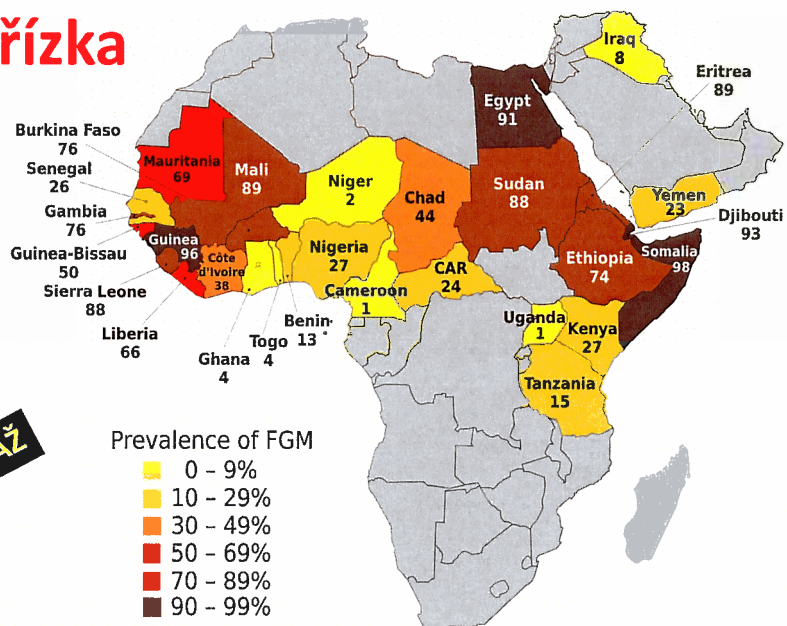 řízka
Iraq
8
Eritrea
89
Egypt
91
Burkina Faso
76
Senegal
26
Gambia
76
Guinea-Bissau
50
Sierra Leone
88
Liberia
66
Mauritania
69
Mali
89
Niger
2
Chad
44
Sudan
88
Yemen
23
Djibouti
93
Guinea
96
Côte
d'Ivoire
38
Nigeria
27
CAR
24
Ethiopia
74
Somalia
98
Cameroon
1
Uganda
1
Kenya
27
Tanzania
15
Benin
13
Togo
4
Ghana
4
AŽ
Prevalence of FGM
0 – 9%
10 – 29%
30 – 49%
50 – 69%
70 – 89%
90 – 99%